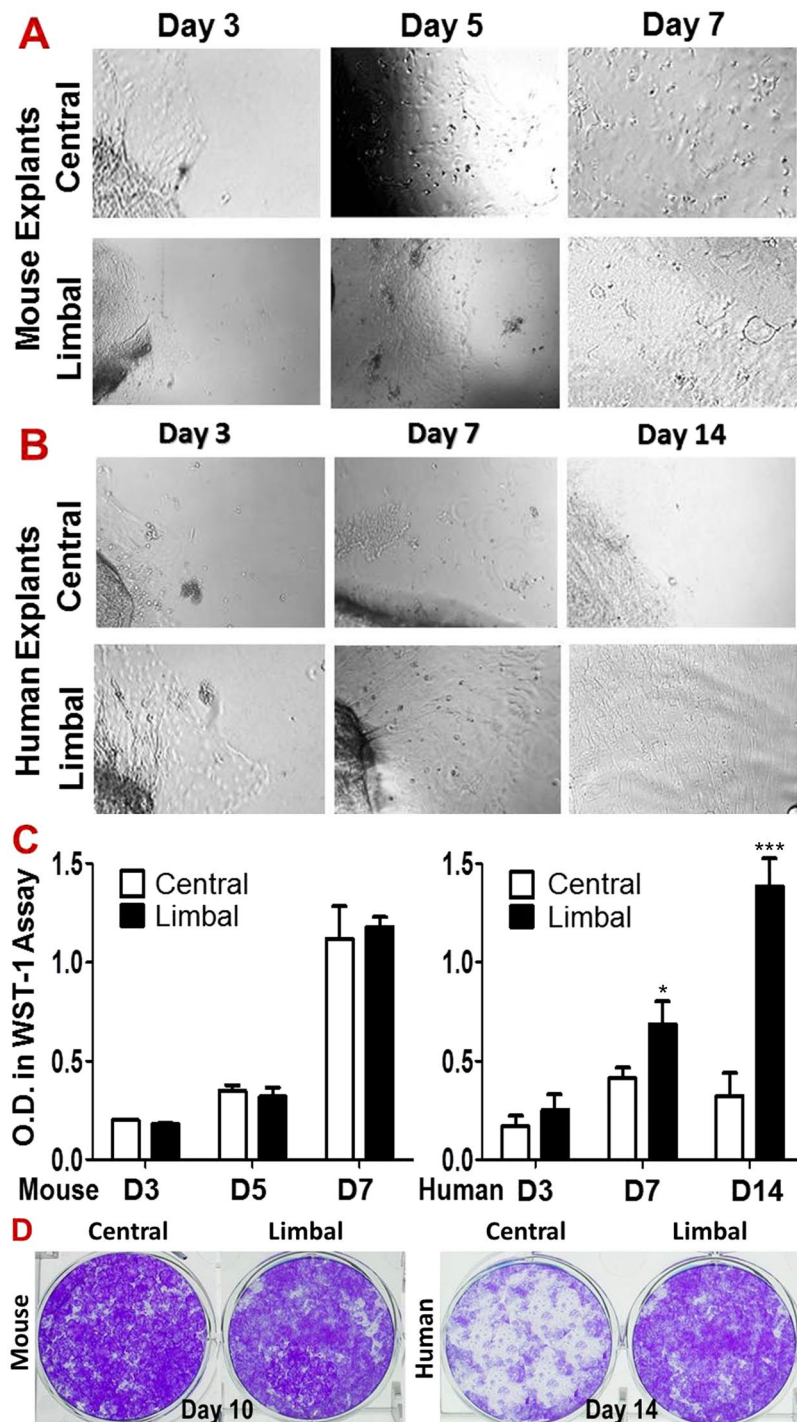 A
Day 3 Day 5 Day 7
Mouse Explants
Central
Limbal
B
Day 3 Day 7 Day 14
Human Explants
Central
Limbal
C
O.D. in WST-1 Assay
1.5
1.0
0.5
0.0
Central
Limbal
Mouse D3 D5 D7
1.5
1.0
0.5
0.0
Central
Limbal
*
***
Human D3 D7 D14
D
Central Limbal
Mouse
Day 10
Central Limbal
Human
Day 14